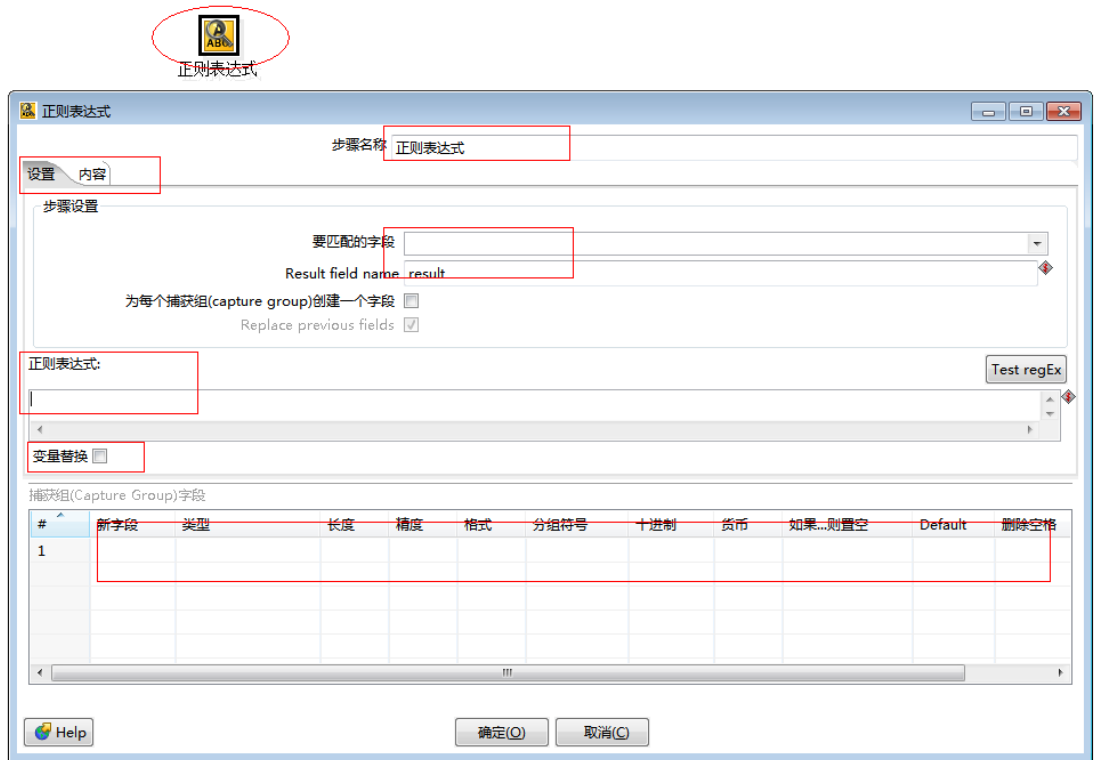 ABC
正则表达式
正则表达式
步骤名称 正则表达式
设置 内容
步骤设置
要匹配的字段
Result field name result
为每个捕获组(capture group)创建一个字段
Replace previous fields
正则表达式:
Test regEx
变量替换
捕获组(Capture Group)字段
# 新字段 类型 长度 精度 格式 分组符号 十进制 货币 如果...则置空 Default 删除空格
1
Help 确定(O) 取消(C)